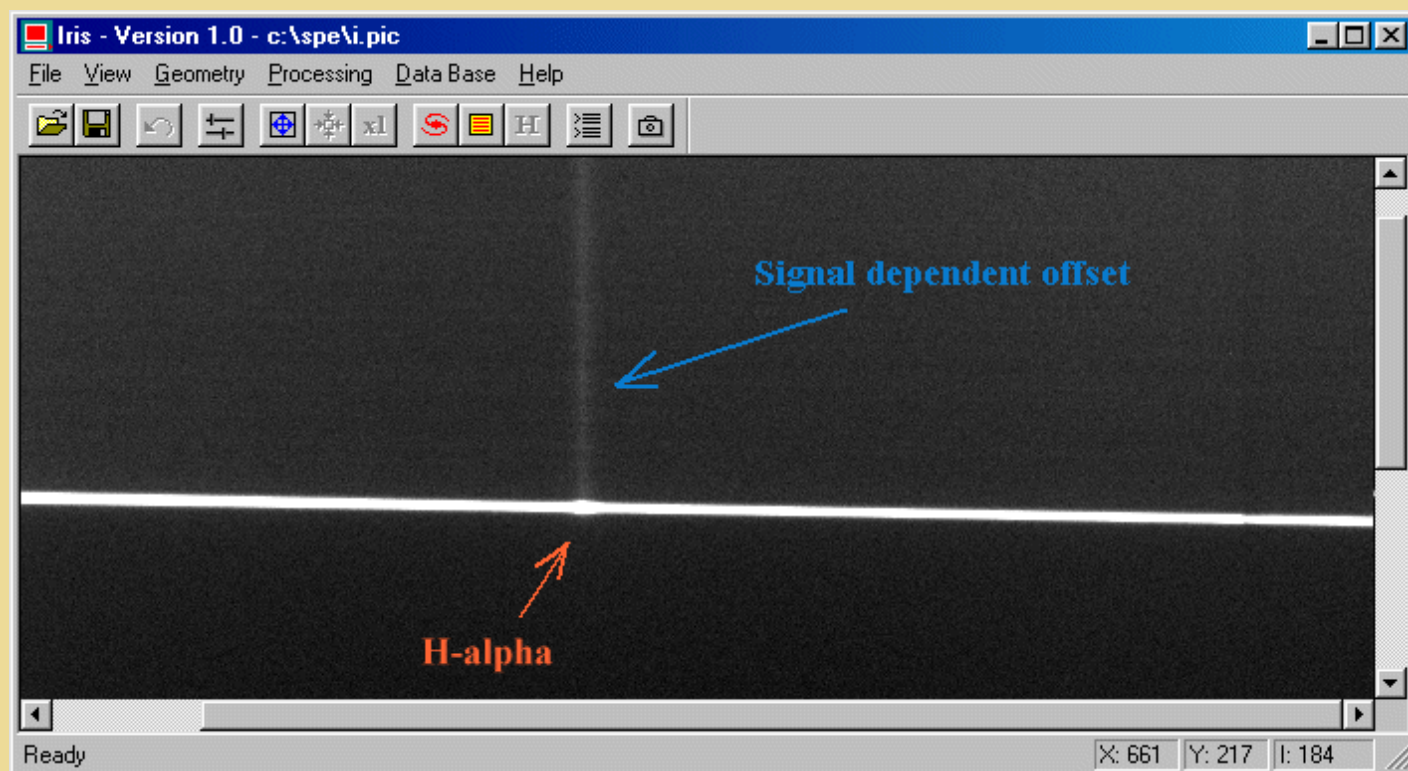 Iris - Version 1.0 - c:\spe\i.pic
File View Geometry Processing Data Base Help
x1 H
Signal dependent offset
H-alpha
Ready X: 661 Y: 217 I: 184